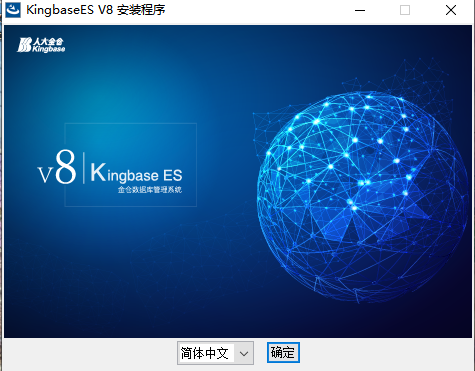 KingbaseES V8 安装程序
人大金仓
Kingbase
V8 Kingbase ES
金仓数据库管理系统
简体中文
确定